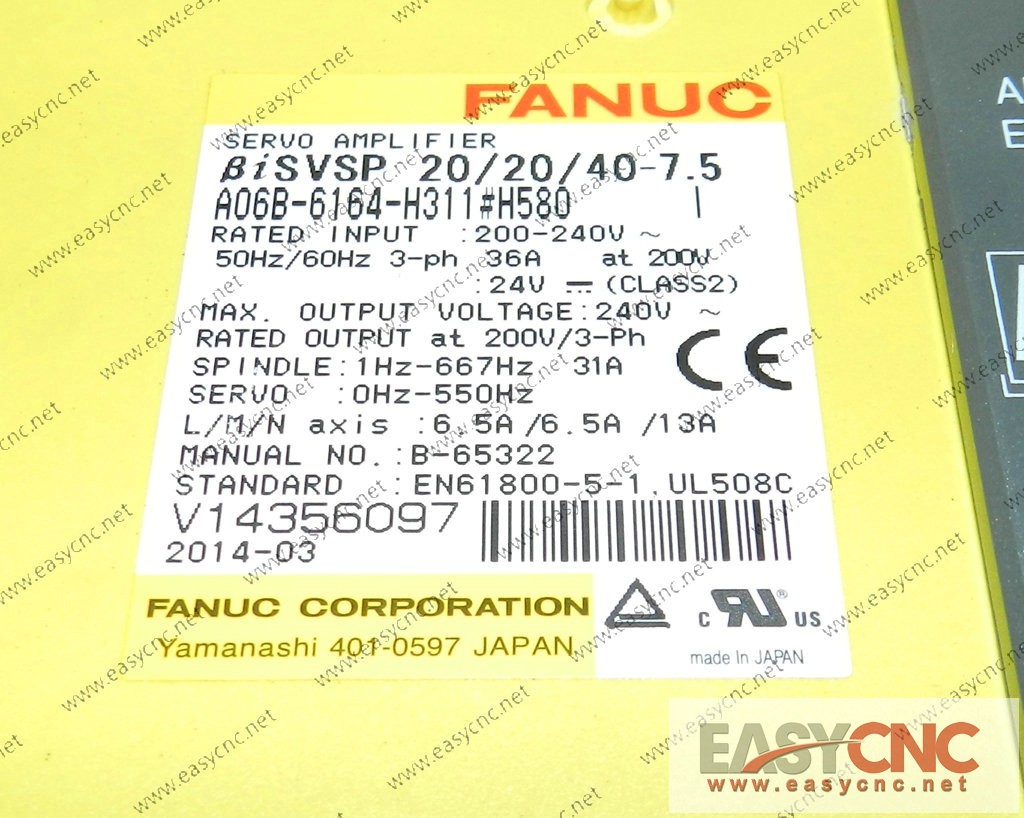 FANUC
SERVO AMPLIFIER
βiSVSP 20/20/40-7.5
A06B-6164-H311#H580 I
RATED INPUT :200-240V ~
50Hz/60Hz 3-ph 36A at 200V
:24V ⎓ (CLASS2)
MAX. OUTPUT VOLTAGE:240V ~
RATED OUTPUT at 200V/3-Ph
SPINDLE:1Hz-667Hz 31A
SERVO :0Hz-550Hz
L/M/N axis :6.5A /6.5A /13A
MANUAL NO.:B-65322
STANDARD :EN61800-5-1,UL508C
CE
V14356097
2014-03
FANUC CORPORATION
Yamanashi 401-0597 JAPAN
c RU ® US
made In JAPAN
EASYCNC
www.easycnc.net